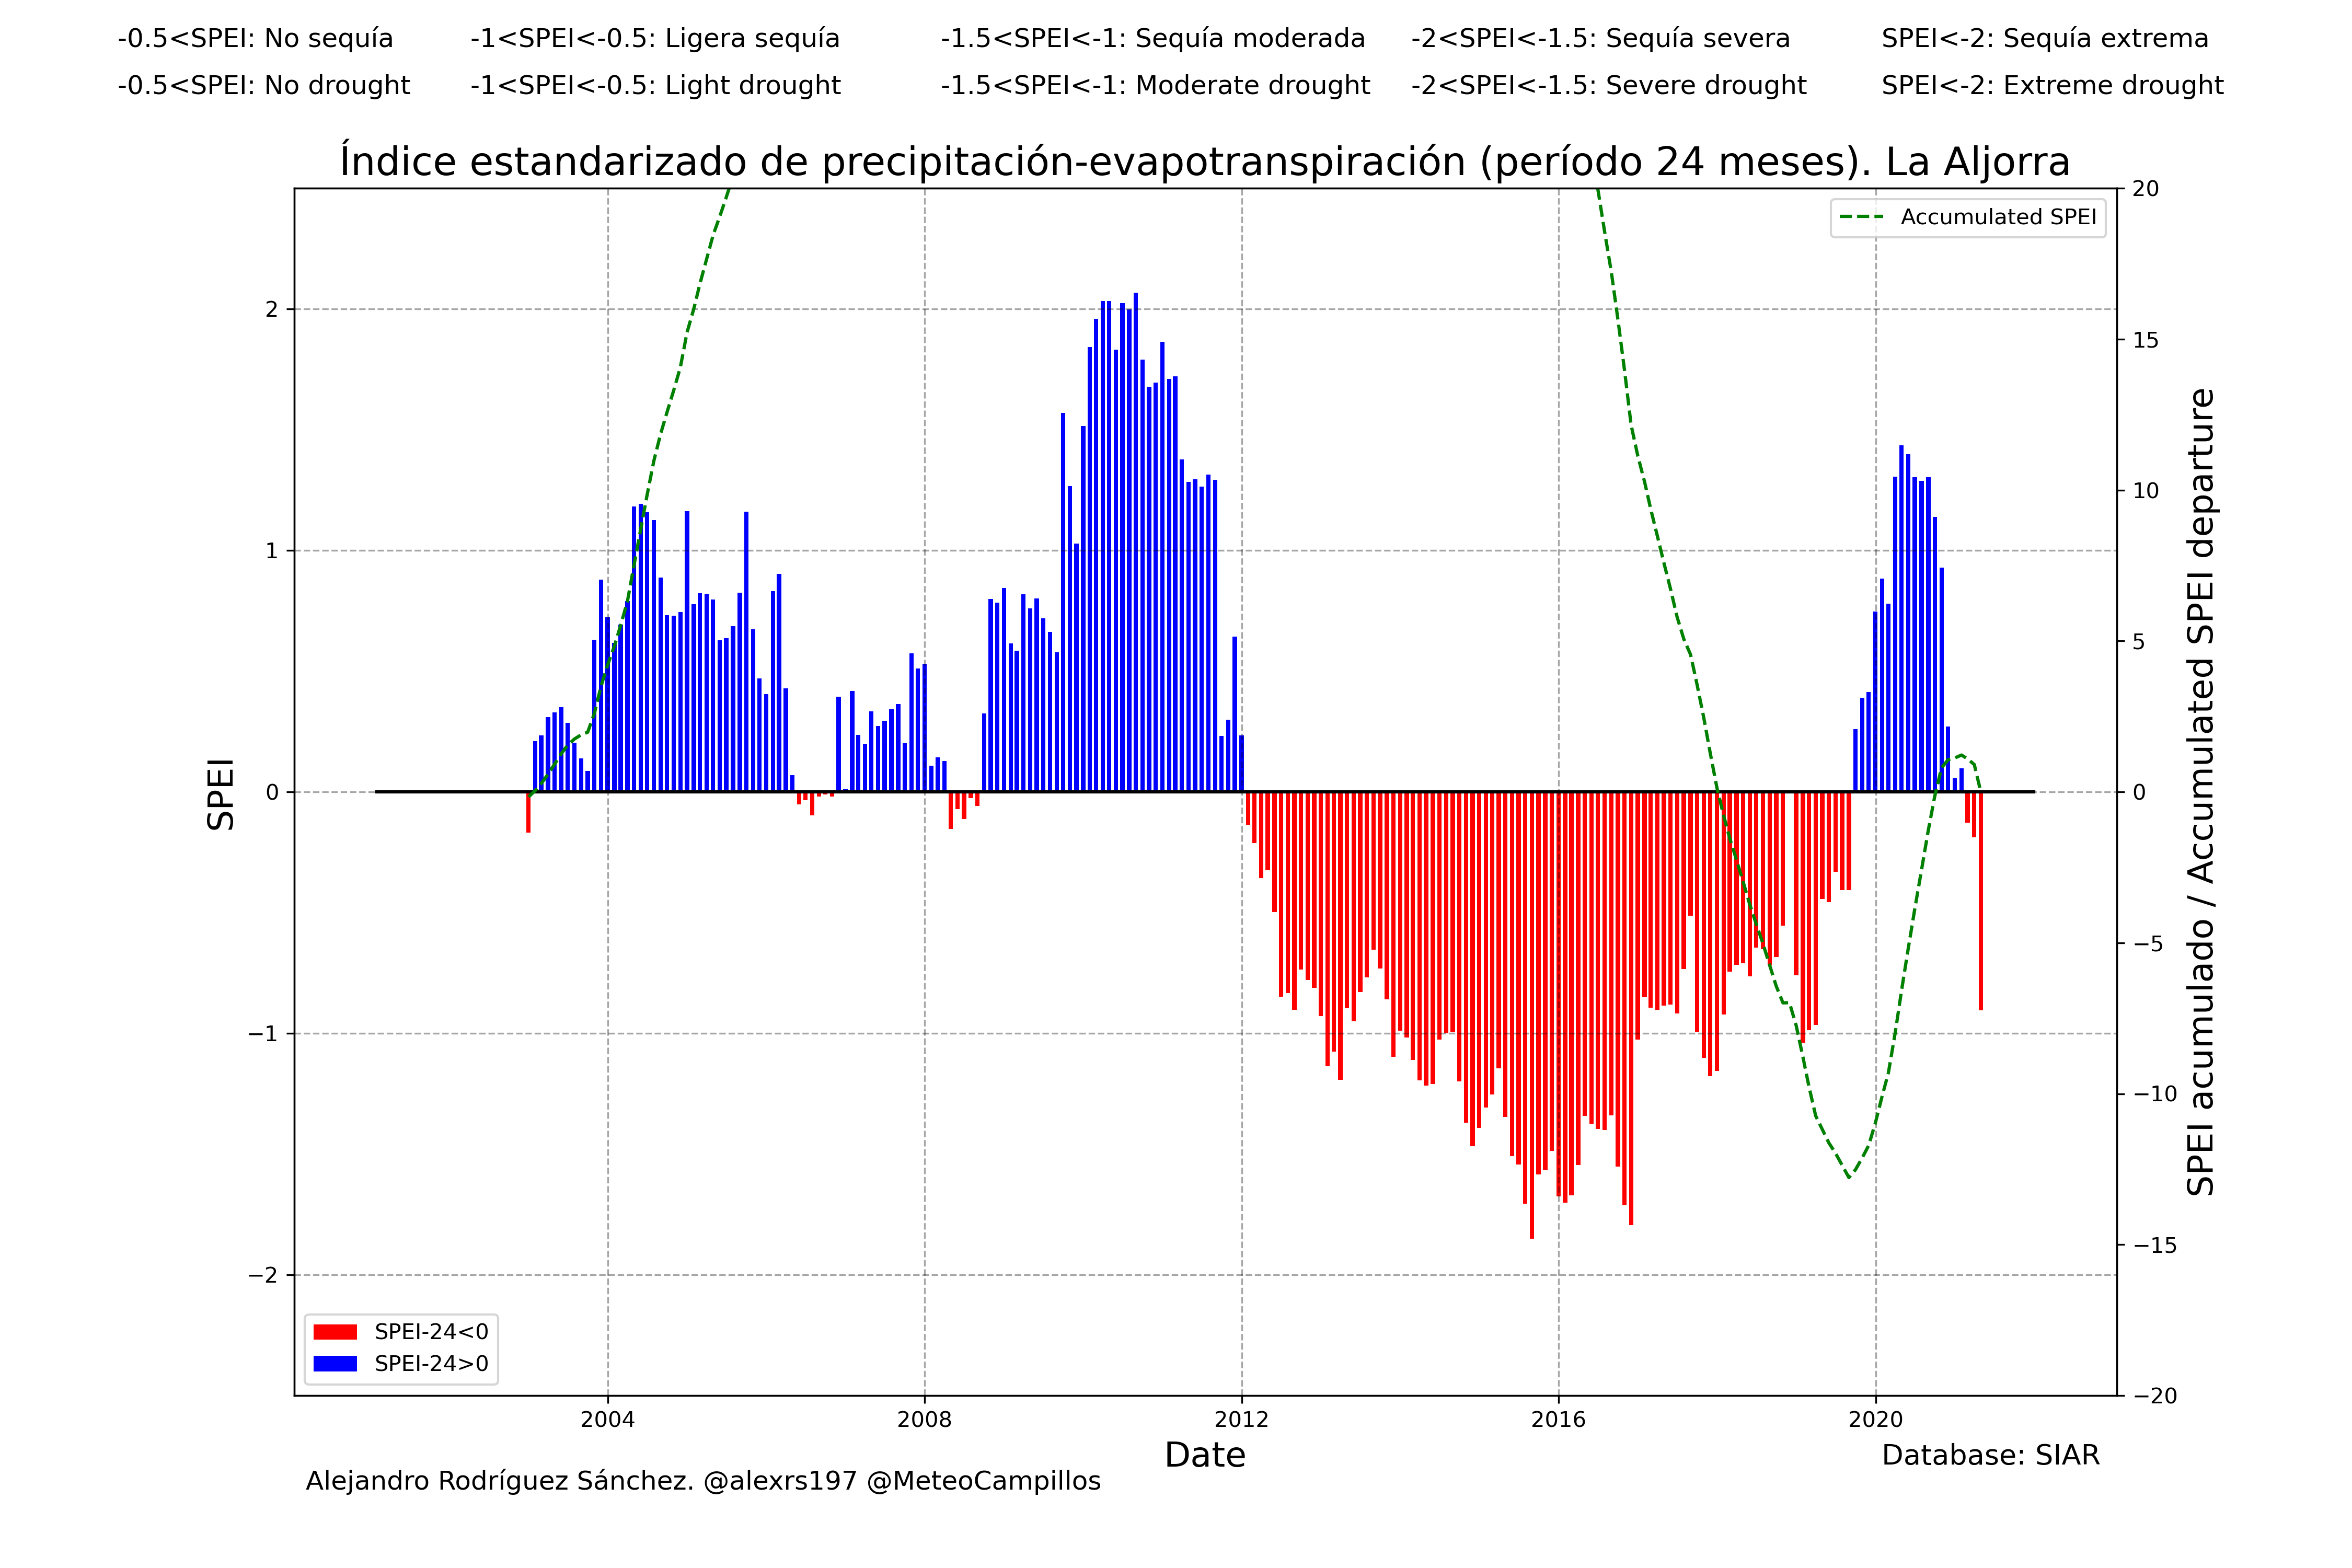 -0.5<SPEI: No sequía -1<SPEI<-0.5: Ligera sequía -1.5<SPEI<-1: Sequía moderada -2<SPEI<-1.5: Sequía severa SPEI<-2: Sequía extrema
-0.5<SPEI: No drought -1<SPEI<-0.5: Light drought -1.5<SPEI<-1: Moderate drought -2<SPEI<-1.5: Severe drought SPEI<-2: Extreme drought
Índice estandarizado de precipitación-evapotranspiración (período 24 meses). La Aljorra
Accumulated SPEI
SPEI
2
1
0
−1
−2
20
15
10
5
0
−5
−10
−15
−20
SPEI acumulado / Accumulated SPEI departure
SPEI-24<0
SPEI-24>0
2004 2008 2012 2016 2020
Date
Database: SIAR
Alejandro Rodríguez Sánchez. @alexrs197 @MeteoCampillos